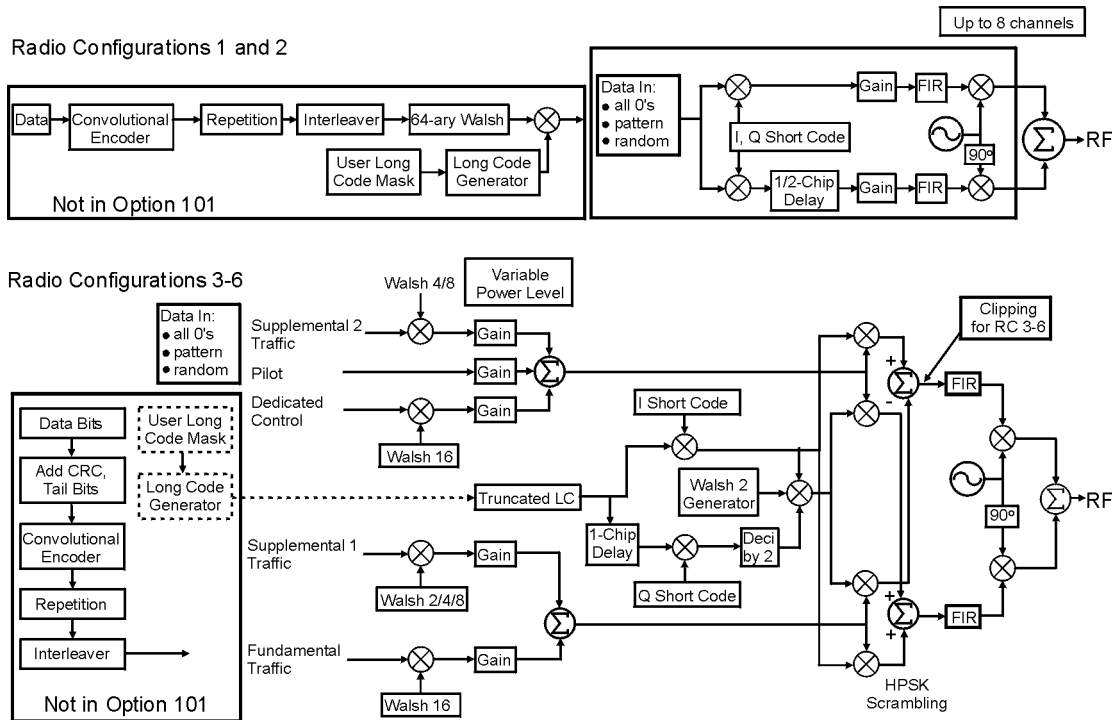 Radio Configurations 1 and 2
Up to 8 channels
Data
Convolutional
Encoder
Repetition
Interleaver
64-ary Walsh
User Long
Code Mask
Long Code
Generator
Not in Option 101
Data In:
• all 0's
• pattern
• random
I, Q Short Code
1/2-Chip
Delay
Gain
FIR
Gain
FIR
90º
Σ
RF
Radio Configurations 3-6
Data In:
• all 0's
• pattern
• random
Walsh 4/8
Variable
Power Level
Supplemental 2
Traffic
Gain
Pilot
Gain
Σ
Dedicated
Control
Gain
Walsh 16
Data Bits
Add CRC,
Tail Bits
Convolutional
Encoder
Repetition
Interleaver
User Long
Code Mask
Long Code
Generator
Not in Option 101
Truncated LC
I Short Code
Walsh 2
Generator
1-Chip
Delay
Deci
by 2
Q Short Code
Supplemental 1
Traffic
Gain
Walsh 2/4/8
Σ
Fundamental
Traffic
Gain
Walsh 16
Clipping
for RC 3-6
+
Σ
-
FIR
+
Σ
+
FIR
HPSK
Scrambling
90º
Σ
RF